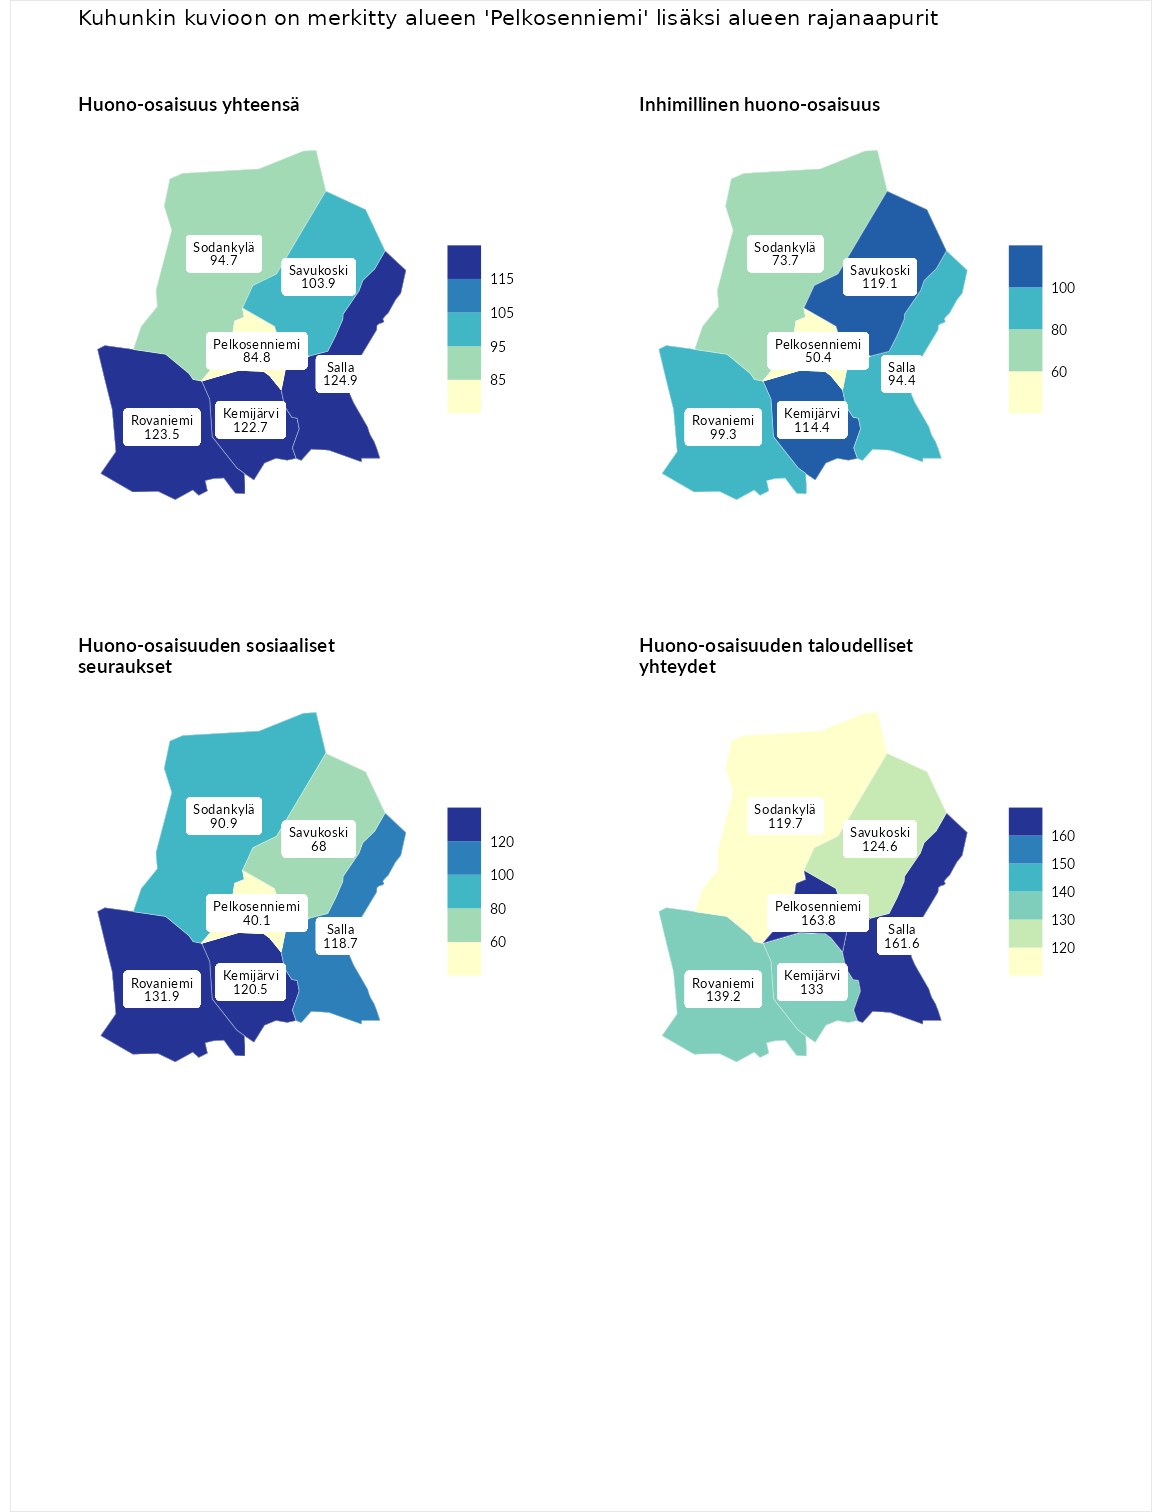 Kuhunkin kuvioon on merkitty alueen 'Pelkosenniemi' lisäksi alueen rajanaapurit
Huono-osaisuus yhteensä
Sodankylä
94.7
Savukoski
103.9
Pelkosenniemi
84.8
Salla
124.9
Rovaniemi
123.5
Kemijärvi
122.7
115
105
95
85
Inhimillinen huono-osaisuus
Sodankylä
73.7
Savukoski
119.1
Pelkosenniemi
50.4
Salla
94.4
Rovaniemi
99.3
Kemijärvi
114.4
100
80
60
Huono-osaisuuden sosiaaliset
seuraukset
Sodankylä
90.9
Savukoski
68
Pelkosenniemi
40.1
Salla
118.7
Rovaniemi
131.9
Kemijärvi
120.5
120
100
80
60
Huono-osaisuuden taloudelliset
yhteydet
Sodankylä
119.7
Savukoski
124.6
Pelkosenniemi
163.8
Salla
161.6
Rovaniemi
139.2
Kemijärvi
133
160
150
140
130
120